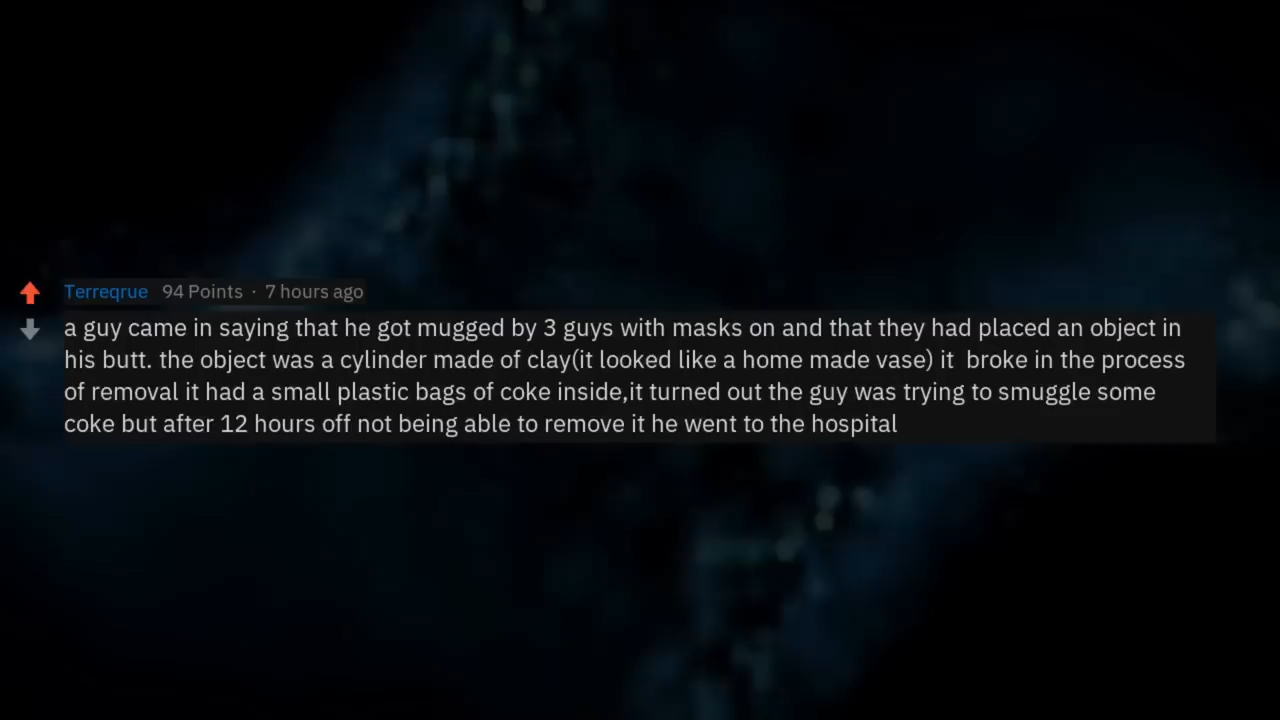 Terreqrue 94 Points · 7 hours ago
a guy came in saying that he got mugged by 3 guys with masks on and that they had placed an object in
his butt. the object was a cylinder made of clay(it looked like a home made vase) it  broke in the process
of removal it had a small plastic bags of coke inside,it turned out the guy was trying to smuggle some
coke but after 12 hours off not being able to remove it he went to the hospital